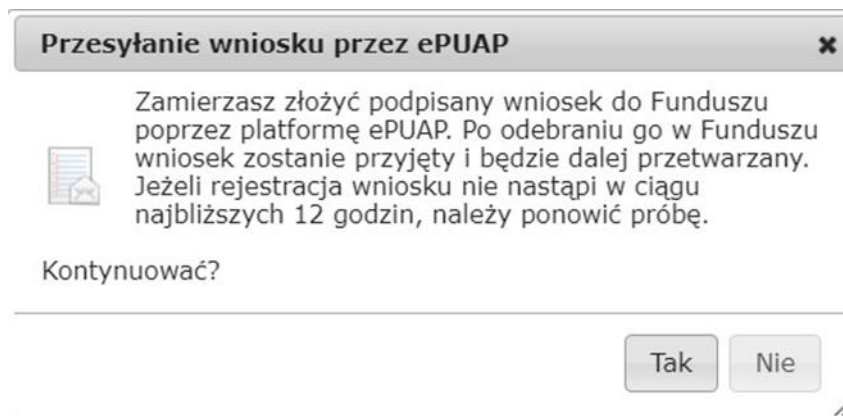 Przesyłanie wniosku przez ePUAP
Zamierzasz złożyć podpisany wniosek do Funduszu
poprzez platformę ePUAP. Po odebraniu go w Funduszu
wniosek zostanie przyjęty i będzie dalej przetwarzany.
Jeżeli rejestracja wniosku nie nastąpi w ciągu
najbliższych 12 godzin, należy ponowić próbę.
Kontynuować?
Tak Nie